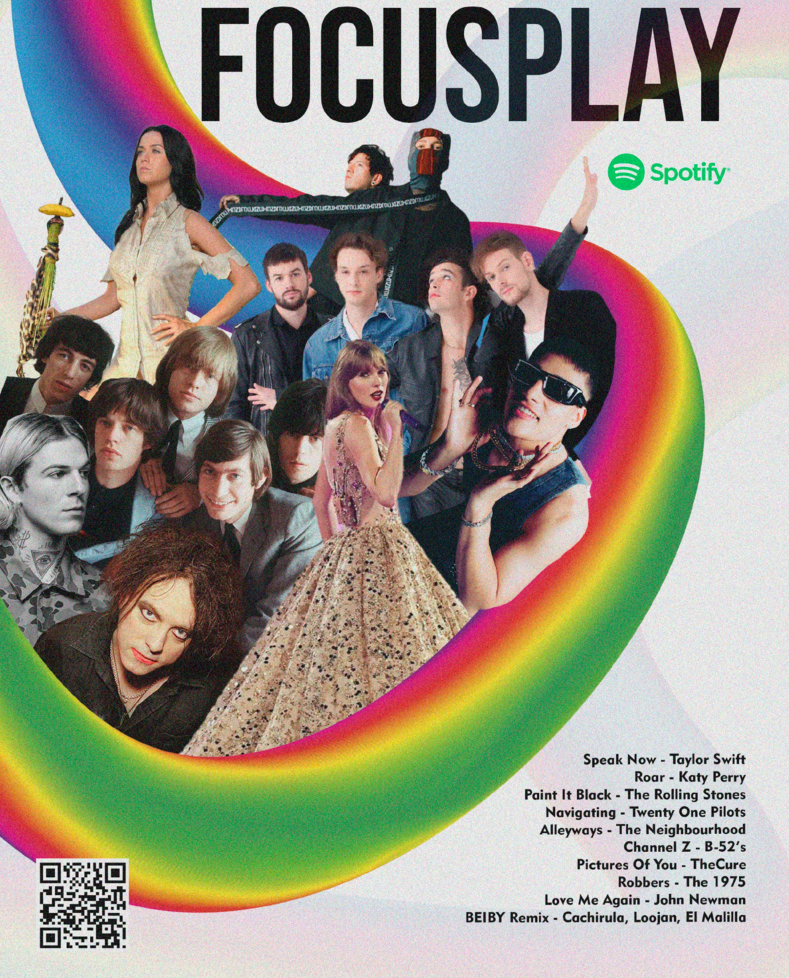 FOCUSPLAY
Spotify®
Speak Now - Taylor Swift
Roar - Katy Perry
Paint It Black - The Rolling Stones
Navigating - Twenty One Pilots
Alleyways - The Neighbourhood
Channel Z - B-52's
Pictures Of You - TheCure
Robbers - The 1975
Love Me Again - John Newman
BEIBY Remix - Cachirula, Loojan, El Malilla